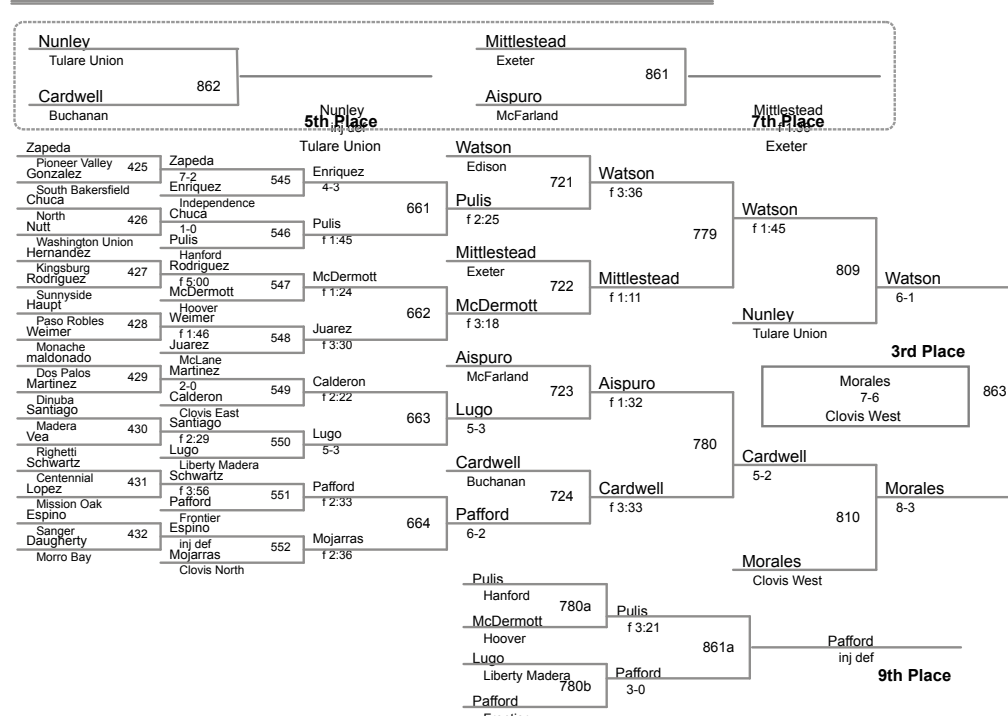 Nunley
Tulare Union
862
Cardwell
Buchanan
Nunley
inj def
5th Place
Tulare Union
Mittlestead
Exeter
861
Aispuro
McFarland
Mittlestead
f 1:38
7th Place
Exeter
Zapeda
Pioneer Valley
425
Gonzalez
South Bakersfield
Chuca
North
426
Nutt
Washington Union
Hernandez
Kingsburg
427
Rodriguez
Sunnyside
Haupt
Paso Robles
428
Weimer
Monache
maldonado
Dos Palos
429
Martinez
Dinuba
Santiago
Madera
430
Vea
Righetti
Schwartz
Centennial
431
Lopez
Mission Oak
Espino
Sanger
432
Daugherty
Morro Bay
Zapeda
7-2
545
Enriquez
Independence
Chuca
1-0
546
Pulis
Hanford
Rodriguez
f 5:00
547
McDermott
Hoover
Weimer
f 1:46
548
Juarez
McLane
Martinez
2-0
549
Calderon
Clovis East
Santiago
f 2:29
550
Lugo
Liberty Madera
Schwartz
f 3:56
551
Pafford
Frontier
Espino
inj def
552
Mojarras
Clovis North
Enriquez
4-3
661
Pulis
f 1:45
McDermott
f 1:24
662
Juarez
f 3:30
Calderon
f 2:22
663
Lugo
5-3
Pafford
f 2:33
664
Mojarras
f 2:36
Watson
Edison
721
Pulis
f 2:25
Mittlestead
Exeter
722
McDermott
f 3:18
Aispuro
McFarland
723
Lugo
5-3
Cardwell
Buchanan
724
Pafford
6-2
Watson
f 3:36
779
Mittlestead
f 1:11
Aispuro
f 1:32
780
Cardwell
f 3:33
Watson
f 1:45
809
Nunley
Tulare Union
Cardwell
5-2
810
Morales
Clovis West
Watson
6-1
3rd Place
Morales
7-6
Clovis West
863
Morales
8-3
Pulis
Hanford
780a
McDermott
Hoover
Lugo
Liberty Madera
780b
Pafford
Pulis
f 3:21
861a
Pafford
3-0
Pafford
inj def
9th Place